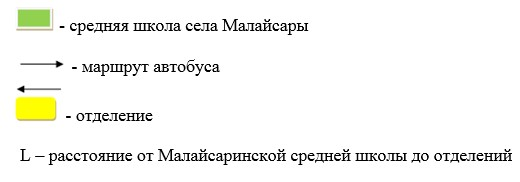 - средняя школа села Малайсары
- маршрут автобуса
- отделение
L – расстояние от Малайсаринской средней школы до отделений